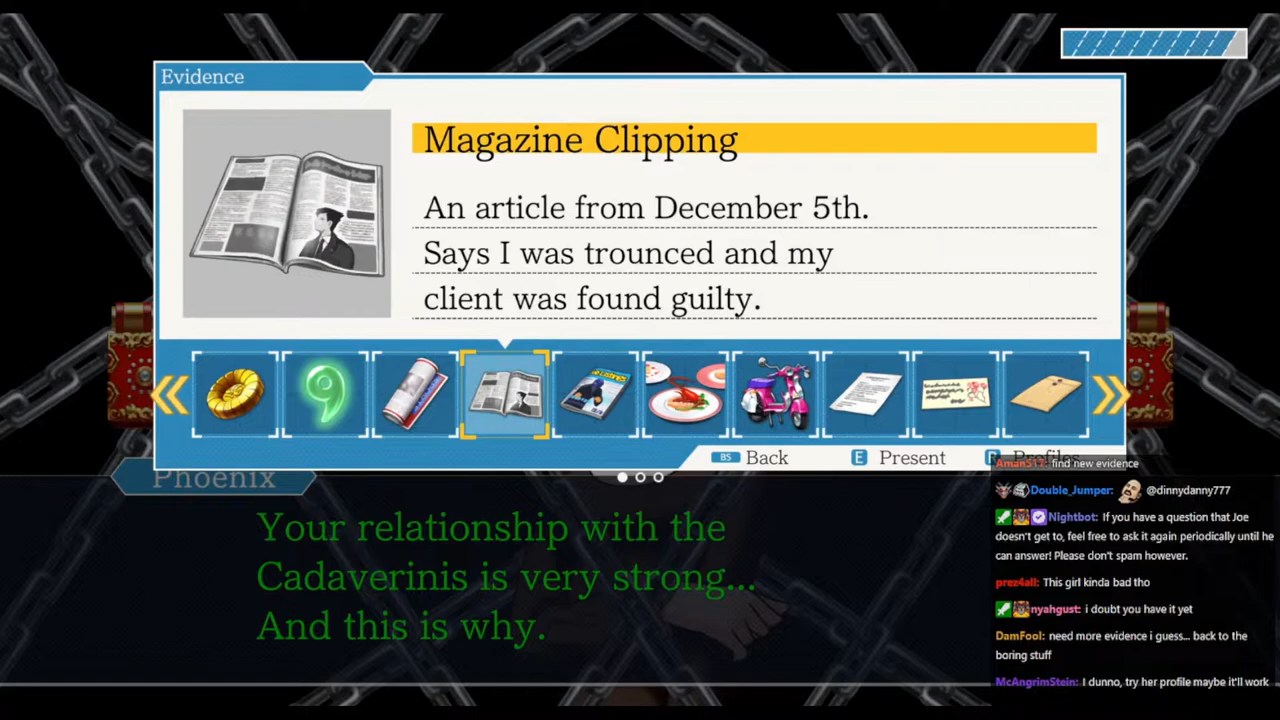 Evidence
Magazine Clipping
An article from December 5th.
Says I was trounced and my
client was found guilty.
BS Back
E Present
Profiles
Phoenix
Your relationship with the
Cadaverinis is very strong...
And this is why.
Aman517: find new evidence
Double_Jumper: @dinnydanny777
Nightbot: If you have a question that Joe
doesn't get to, feel free to ask it again periodically until he
can answer! Please don't spam however.
prez4all: This girl kinda bad tho
nyahgust: i doubt you have it yet
DamFool: need more evidence i guess... back to the
boring stuff
McAngrimStein: I dunno, try her profile maybe it'll work